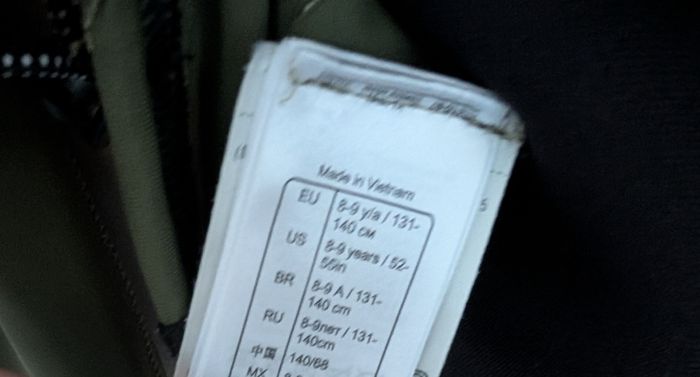 Made in Vietnam
EU 8-9 y/a / 131-
140 см
US 8-9 years / 52-
55in
BR 8-9 A / 131-
140 cm
RU 8-9лет / 131-
140cm
中国 140/68
MX